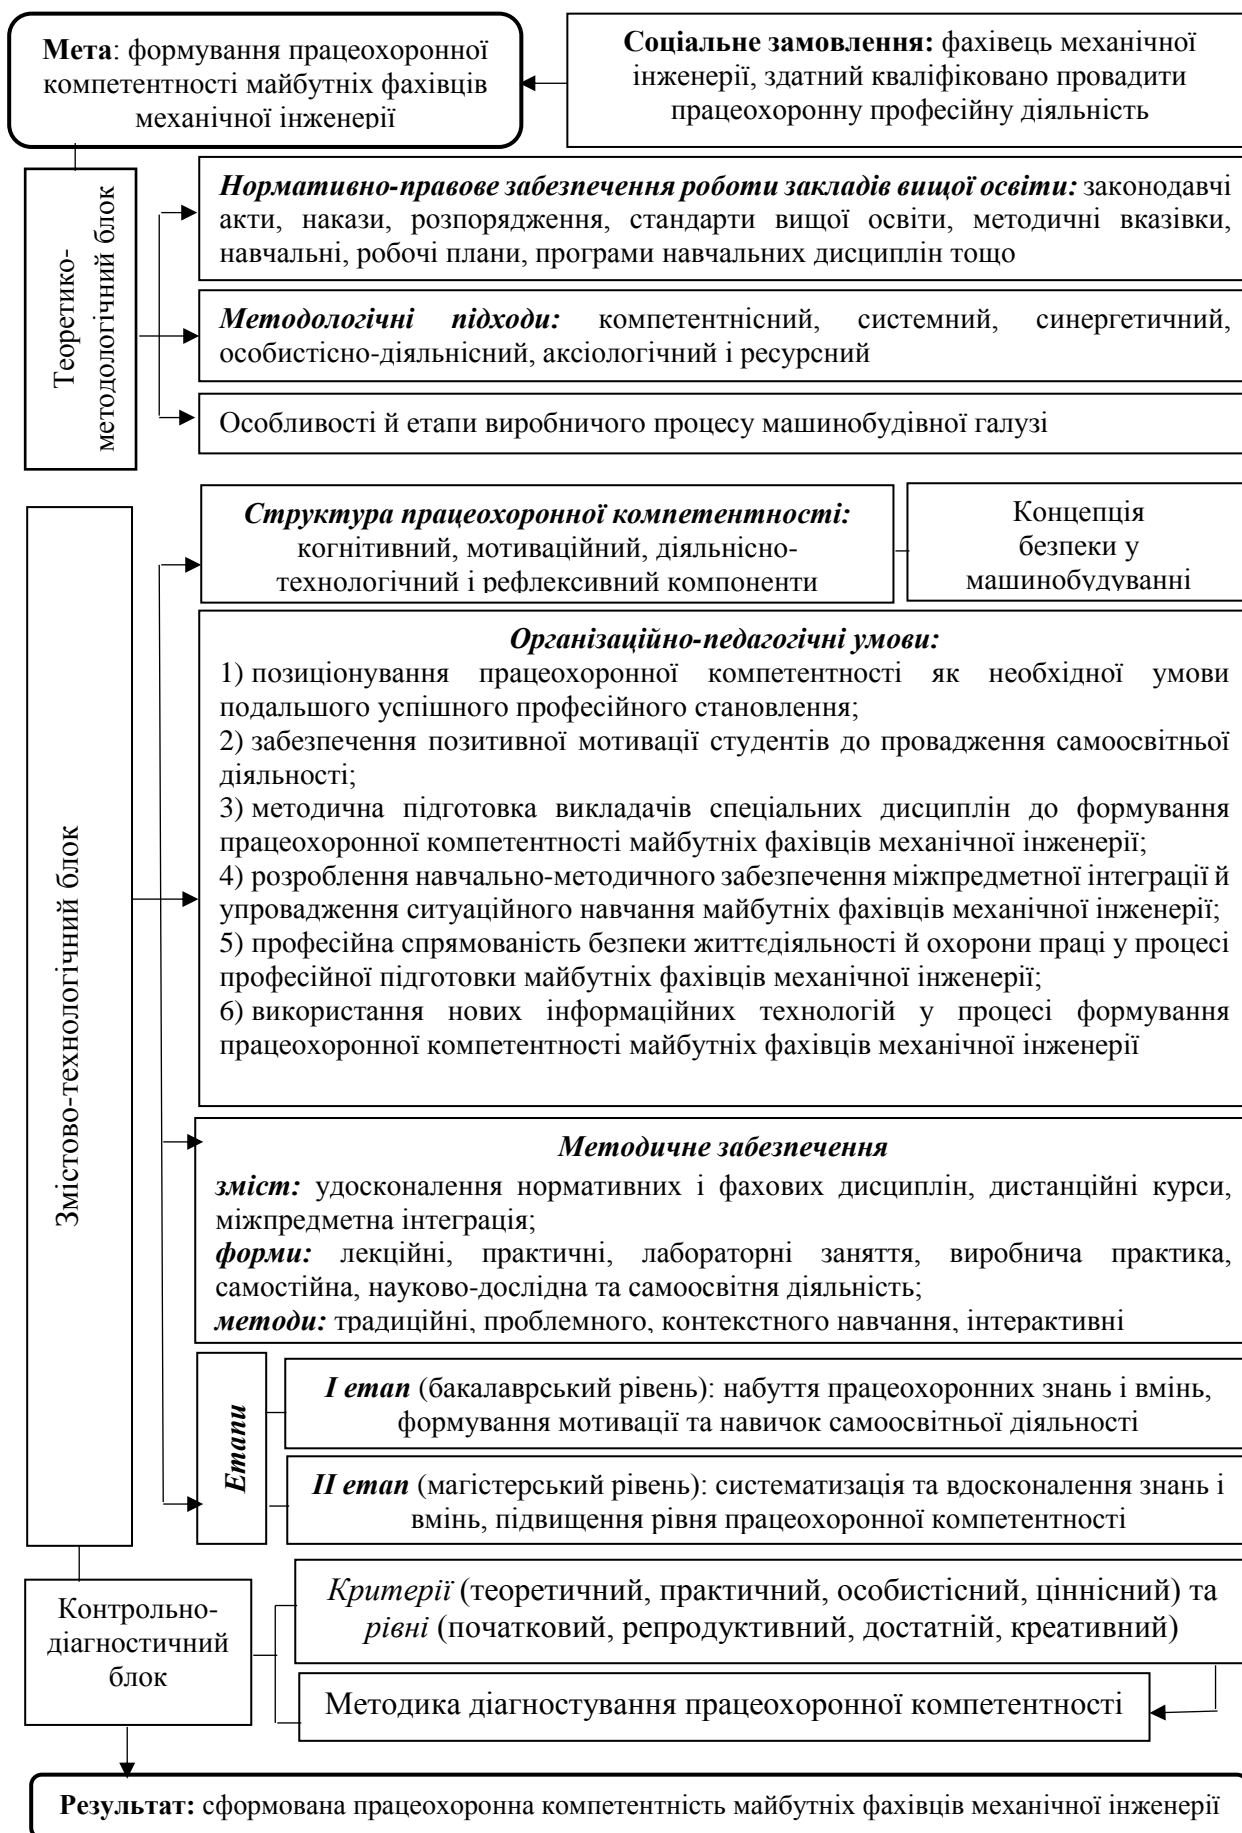 Мета: формування працеохоронної
компетентності майбутніх фахівців
механічної інженерії
Соціальне замовлення: фахівець механічної
інженерії, здатний кваліфіковано провадити
працеохоронну професійну діяльність
Теоретико-
методологічний блок
Нормативно-правове забезпечення роботи закладів вищої освіти: законодавчі
акти, накази, розпорядження, стандарти вищої освіти, методичні вказівки,
навчальні, робочі плани, програми навчальних дисциплін тощо
Методологічні підходи: компетентнісний, системний, синергетичний,
особистісно-діяльнісний, аксіологічний і ресурсний
Особливості й етапи виробничого процесу машинобудівної галузі
Змістово-технологічний блок
Структура працеохоронної компетентності:
когнітивний, мотиваційний, діяльнісно-
технологічний і рефлексивний компоненти
Концепція
безпеки у
машинобудуванні
Організаційно-педагогічні умови:
1) позиціонування працеохоронної компетентності як необхідної умови
подальшого успішного професійного становлення;
2) забезпечення позитивної мотивації студентів до провадження самоосвітньої
діяльності;
3) методична підготовка викладачів спеціальних дисциплін до формування
працеохоронної компетентності майбутніх фахівців механічної інженерії;
4) розроблення навчально-методичного забезпечення міжпредметної інтеграції й
упровадження ситуаційного навчання майбутніх фахівців механічної інженерії;
5) професійна спрямованість безпеки життєдіяльності й охорони праці у процесі
професійної підготовки майбутніх фахівців механічної інженерії;
6) використання нових інформаційних технологій у процесі формування
працеохоронної компетентності майбутніх фахівців механічної інженерії
Методичне забезпечення
зміст: удосконалення нормативних і фахових дисциплін, дистанційні курси,
міжпредметна інтеграція;
форми: лекційні, практичні, лабораторні заняття, виробнича практика,
самостійна, науково-дослідна та самоосвітня діяльність;
методи: традиційні, проблемного, контекстного навчання, інтерактивні
Етапи
І етап (бакалаврський рівень): набуття працеохоронних знань і вмінь,
формування мотивації та навичок самоосвітньої діяльності
ІІ етап (магістерський рівень): систематизація та вдосконалення знань і
вмінь, підвищення рівня працеохоронної компетентності
Контрольно-
діагностичний
блок
Критерії (теоретичний, практичний, особистісний, ціннісний) та
рівні (початковий, репродуктивний, достатній, креативний)
Методика діагностування працеохоронної компетентності
Результат: сформована працеохоронна компетентність майбутніх фахівців механічної інженерії